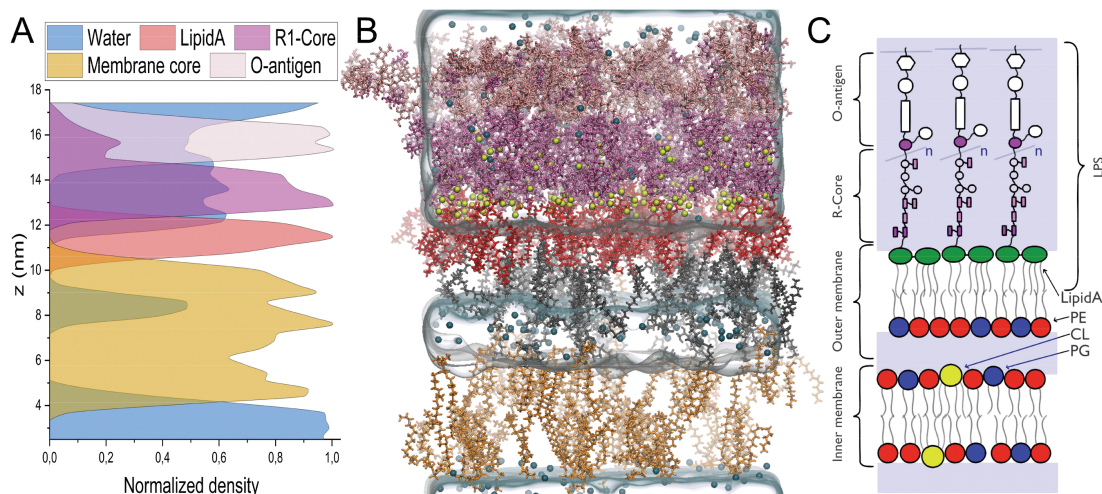 A
Water
LipidA
R1-Core
Membrane core
O-antigen
18
16
14
12
10
8
6
4
z (nm)
0,0
0,2
0,4
0,6
0,8
1,0
Normalized density
B
C
O-antigen
R-Core
Outer membrane
Inner membrane
n
n
n
LPS
LipidA
PE
CL
PG